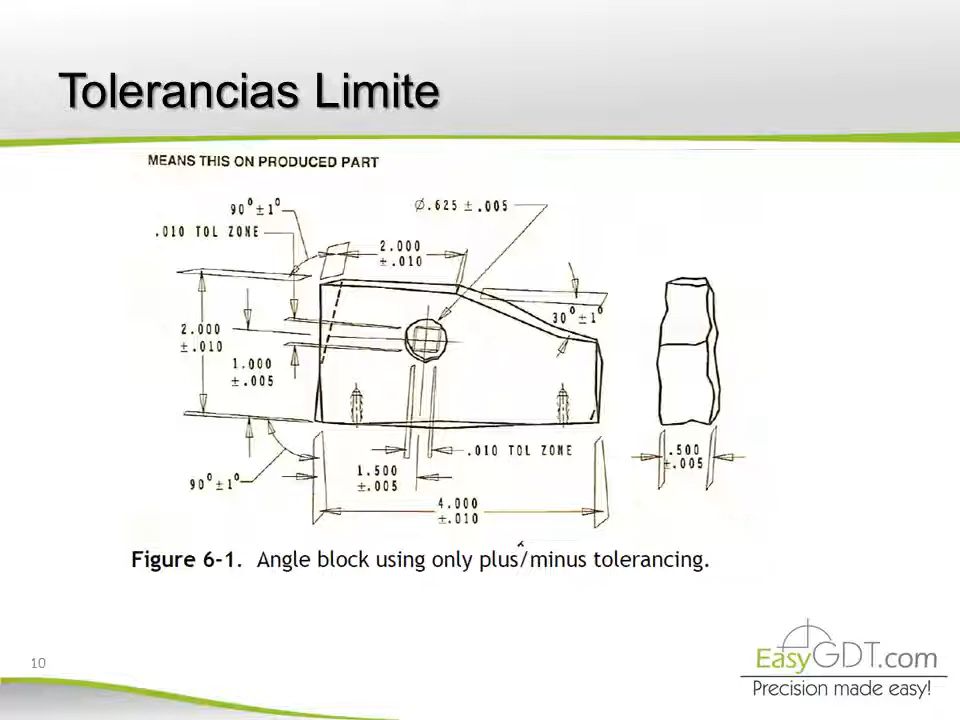 Tolerancias Limite
MEANS THIS ON PRODUCED PART
90°±1°
Ø.625 ± .005
.010 TOL ZONE
2.000
±.010
30°±1°
2.000
±.010
1.000
±.005
.010 TOL ZONE
.500
±.005
1.500
±.005
90°±1°
4.000
±.010
Figure 6-1. Angle block using only plus/minus tolerancing.
10
EasyGDT.com
Precision made easy!